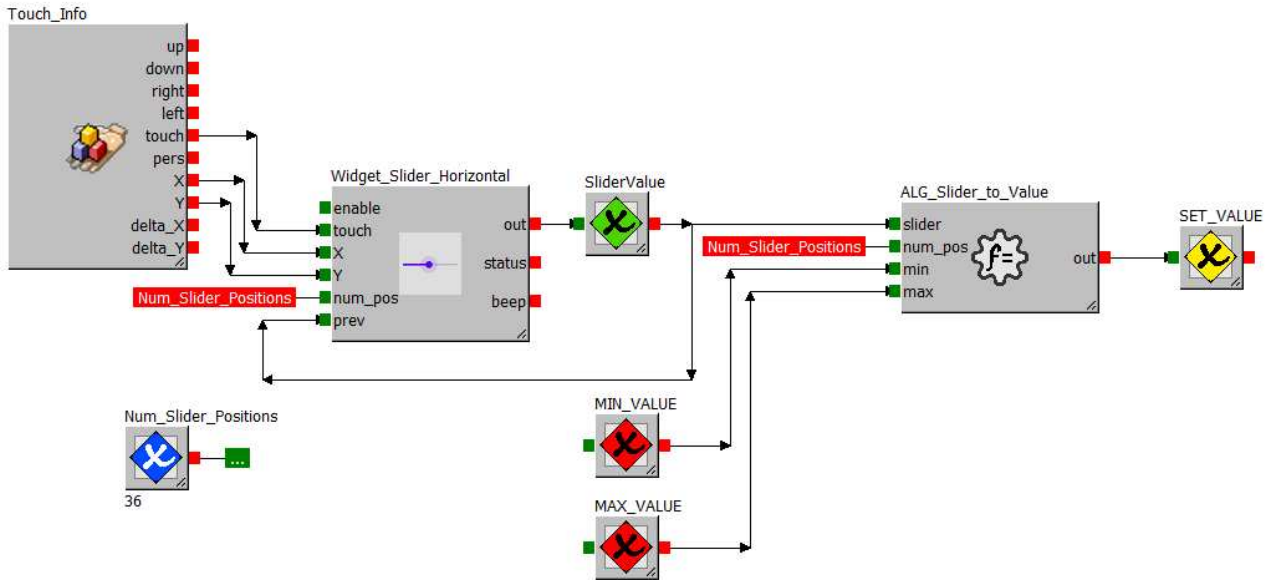 Touch_Info
up
down
right
left
touch
pers
X
Y
delta_X
delta_Y
Widget_Slider_Horizontal
enable
touch
X
Y
num_pos
prev
out
status
beep
Num_Slider_Positions
SliderValue
ALG_Slider_to_Value
slider
num_pos
min
max
out
Num_Slider_Positions
SET_VALUE
Num_Slider_Positions
...
36
MIN_VALUE
MAX_VALUE